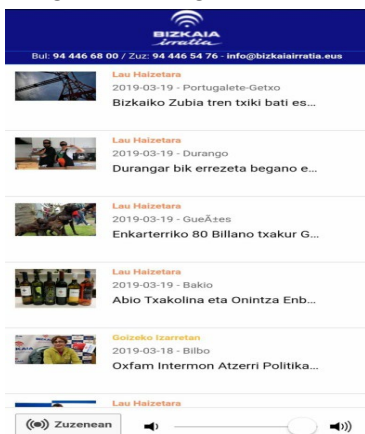 BIZKAIA
irratia
Bul: 94 446 68 00 / Zuz: 94 446 54 76 - info@bizkaiairratia.eus
Lau Haizetara
2019-03-19 - Portugalete-Getxo
Bizkaiko Zubia tren txiki bati es...
Lau Haizetara
2019-03-19 - Durango
Durangar bik errezeta begano e...
Lau Haizetara
2019-03-19 - GueÃ±es
Enkarterriko 80 Billano txakur G...
Lau Haizetara
2019-03-19 - Bakio
Abio Txakolina eta Onintza Enb...
Goizeko Izarretan
2019-03-18 - Bilbo
Oxfam Intermon Atzerri Politika...
Lau Haizetara
Zuzenean